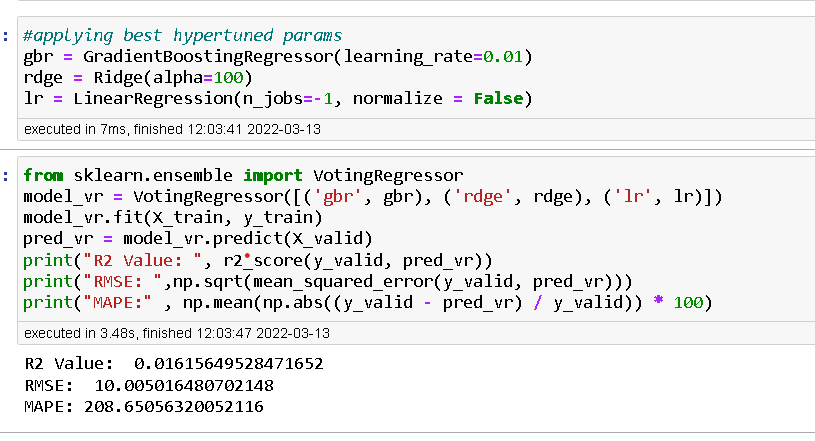 :
#applying best hypertuned params
gbr = GradientBoostingRegressor(learning_rate=0.01)
rdge = Ridge(alpha=100)
lr = LinearRegression(n_jobs=-1, normalize = False)
executed in 7ms, finished 12:03:41 2022-03-13
:
from sklearn.ensemble import VotingRegressor
model_vr = VotingRegressor([('gbr', gbr), ('rdge', rdge), ('lr', lr)])
model_vr.fit(X_train, y_train)
pred_vr = model_vr.predict(X_valid)
print("R2 Value: ", r2_score(y_valid, pred_vr))
print("RMSE: ",np.sqrt(mean_squared_error(y_valid, pred_vr)))
print("MAPE:" , np.mean(np.abs((y_valid - pred_vr) / y_valid)) * 100)
executed in 3.48s, finished 12:03:47 2022-03-13
R2 Value:  0.01615649528471652
RMSE:  10.005016480702148
MAPE: 208.65056320052116